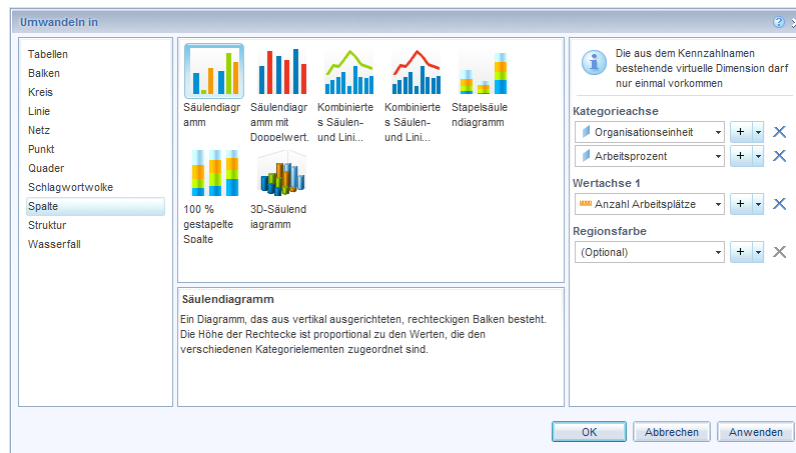 Umwandeln in
Tabellen
Balken
Kreis
Linie
Netz
Punkt
Quader
Schlagwortwolke
Spalte
Struktur
Wasserfall
Säulendiagr
amm
Säulendiagr
amm mit
Doppelwert.
Kombinierte
s Säulen-
und Lini...
Kombinierte
s Säulen-
und Lini...
Stapelsäule
ndiagramm
100 %
gestapelte
Spalte
3D-Säulend
iagramm
Säulendiagramm
Ein Diagramm, das aus vertikal ausgerichteten, rechteckigen Balken besteht.
Die Höhe der Rechtecke ist proportional zu den Werten, die den
verschiedenen Kategorielementen zugeordnet sind.
Die aus dem Kennzahlnamen
bestehende virtuelle Dimension darf
nur einmal vorkommen
Kategorieachse
Organisationseinheit
Arbeitsprozent
Wertachse 1
Anzahl Arbeitsplätze
Regionsfarbe
(Optional)
OK
Abbrechen
Anwenden